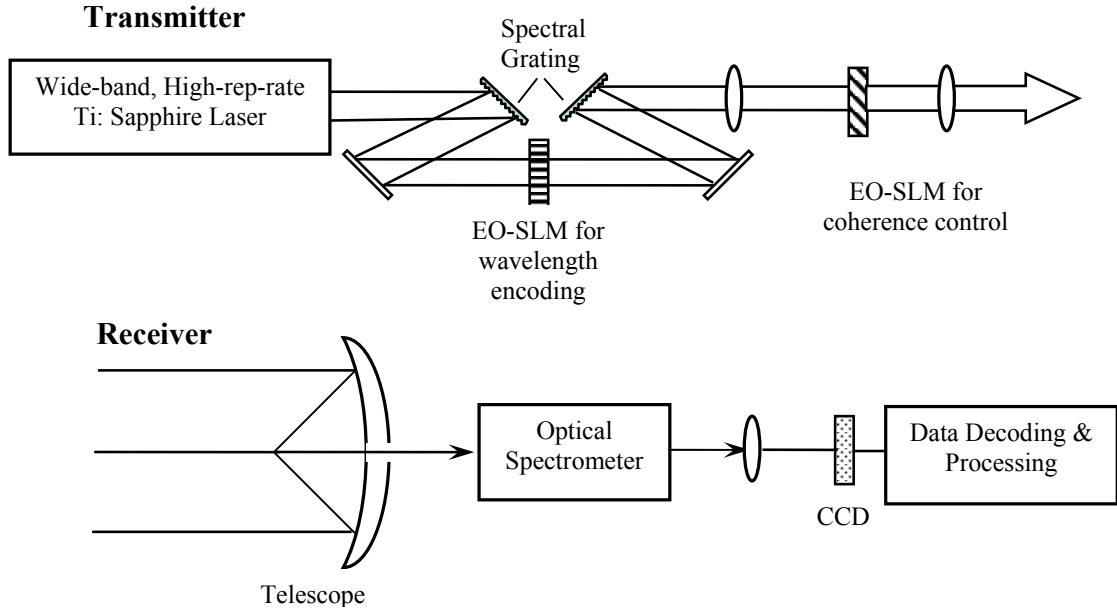 Transmitter
Spectral
Grating
Wide-band, High-rep-rate
Ti: Sapphire Laser
EO-SLM for
wavelength
encoding
EO-SLM for
coherence control
Receiver
Optical
Spectrometer
Data Decoding &
Processing
CCD
Telescope